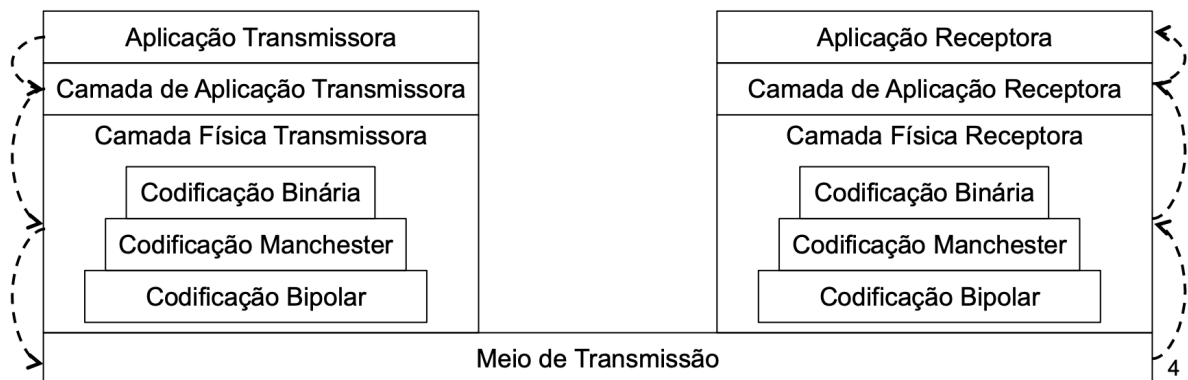 Aplicação Transmissora
Camada de Aplicação Transmissora
Camada Física Transmissora
Codificação Binária
Codificação Manchester
Codificação Bipolar
Aplicação Receptora
Camada de Aplicação Receptora
Camada Física Receptora
Codificação Binária
Codificação Manchester
Codificação Bipolar
Meio de Transmissão
4